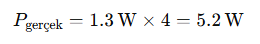 P_gerçek = 1.3 W × 4 = 5.2 W